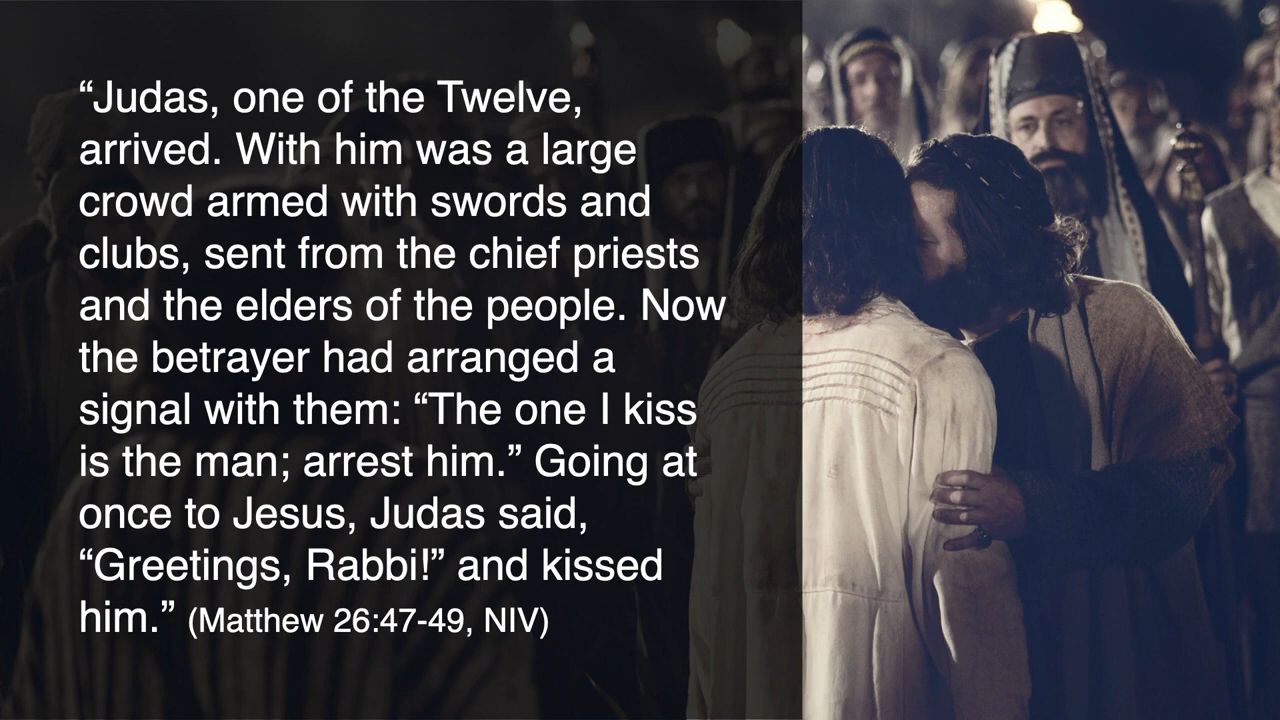 “Judas, one of the Twelve,
arrived. With him was a large
crowd armed with swords and
clubs, sent from the chief priests
and the elders of the people. Now
the betrayer had arranged a
signal with them: “The one I kiss
is the man; arrest him.” Going at
once to Jesus, Judas said,
“Greetings, Rabbi!” and kissed
him.” (Matthew 26:47-49, NIV)